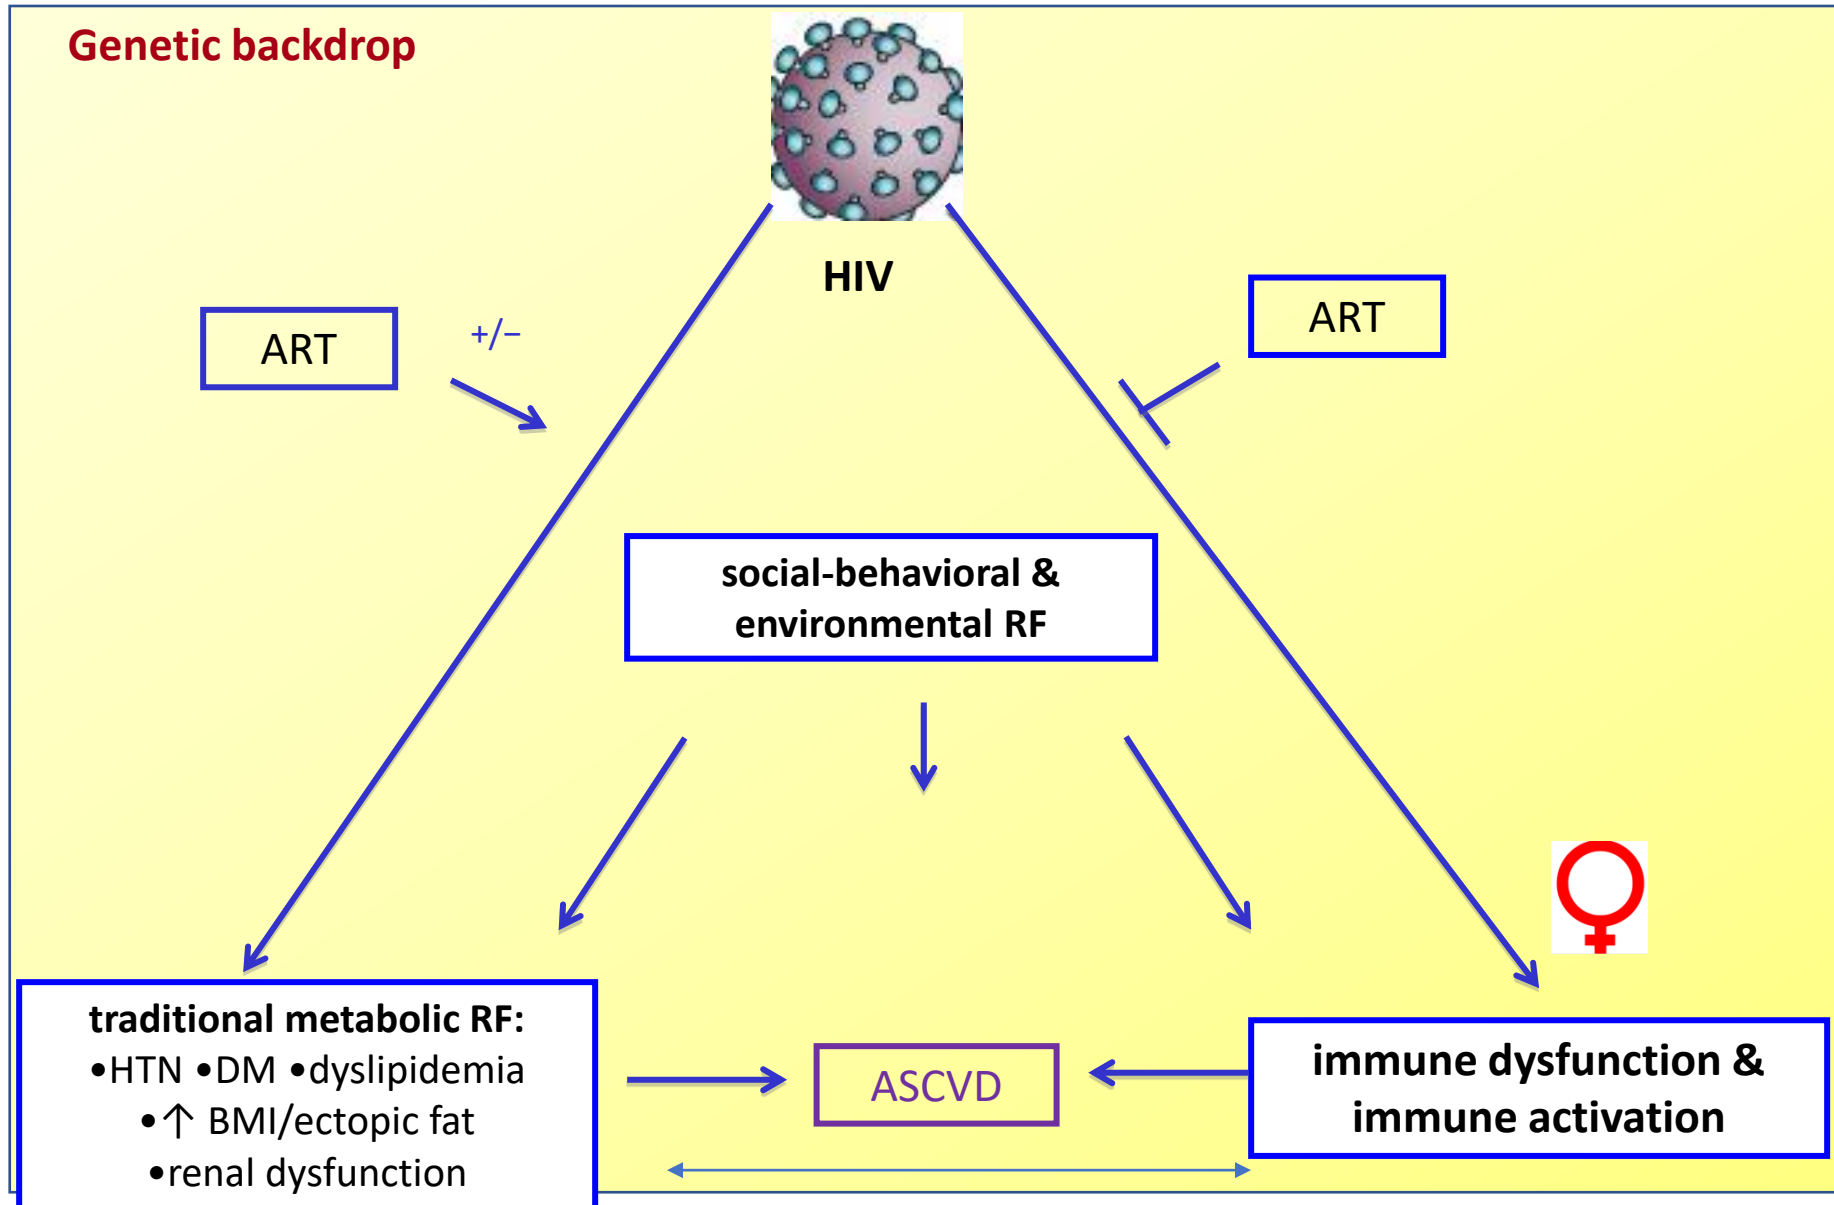 Genetic backdrop
HIV
ART
+/−
ART
social-behavioral &
environmental RF
traditional metabolic RF:
•HTN •DM •dyslipidemia
•↑ BMI/ectopic fat
•renal dysfunction
ASCVD
immune dysfunction &
immune activation